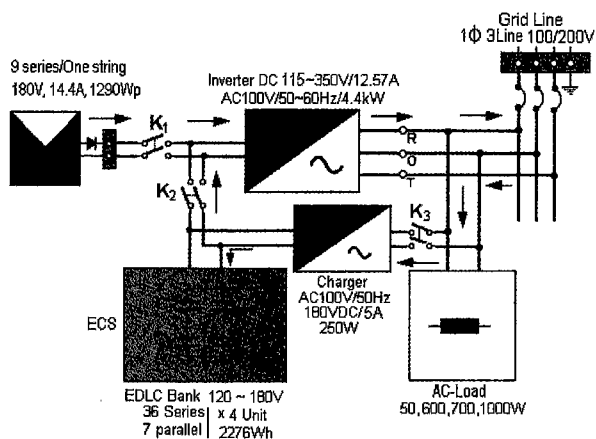 Grid Line
1Φ 3Line 100/200V
9 series/One string
180V, 14.4A, 1290Wp
Inverter DC 115~350V/12.57A
AC100V/50~60Hz/4.4kW
K1
R
O
T
K2
K3
Charger
AC100V/50Hz
180VDC/5A
250W
ECS
EDLC Bank 120 ~ 180V
36 Series | x 4 Unit
7 parallel | 2276Wh
AC-Load
50,600,700,1000W